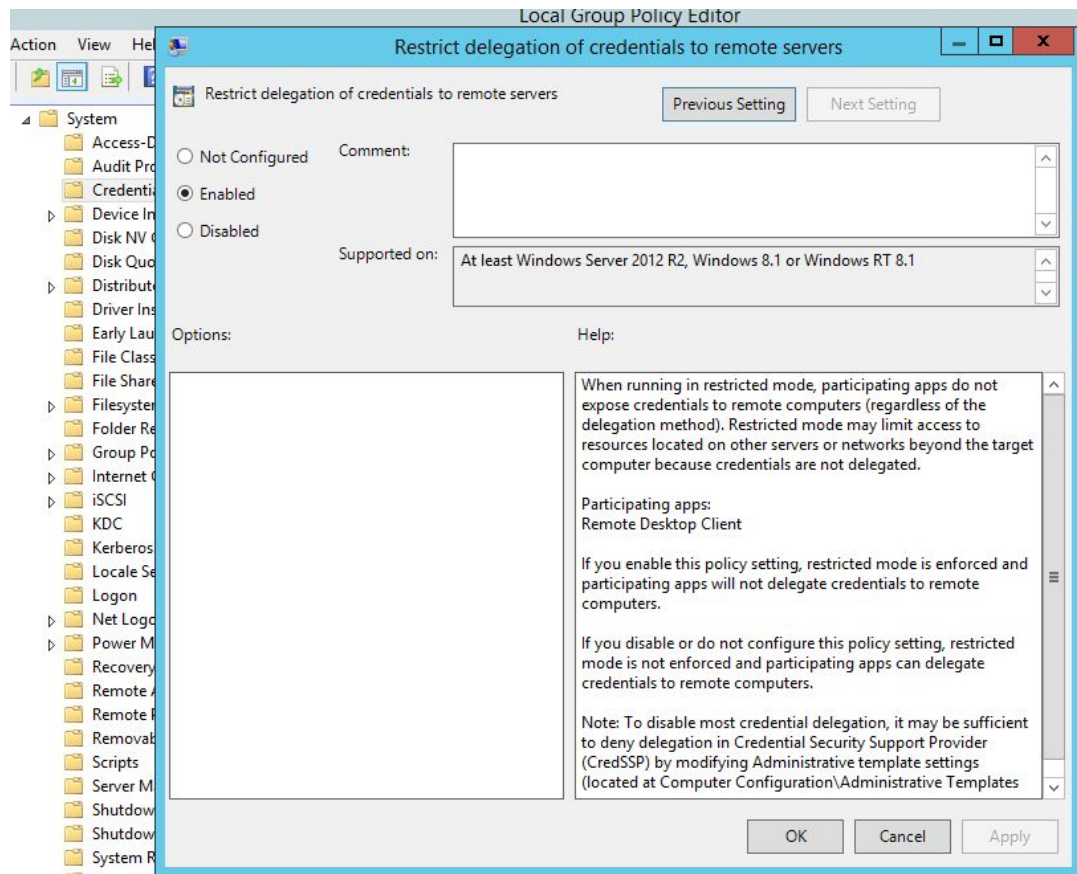 Local Group Policy Editor
Action View Hel
Restrict delegation of credentials to remote servers
Restrict delegation of credentials to remote servers
Previous Setting
Next Setting
Not Configured
Enabled
Disabled
Comment:
Supported on:
At least Windows Server 2012 R2, Windows 8.1 or Windows RT 8.1
System
Access-D
Audit Pro
Credentia
Device In
Disk NV
Disk Quo
Distribute
Driver Ins
Early Lau
File Class
File Share
Filesyster
Folder Re
Group Po
Internet
iSCSI
KDC
Kerberos
Locale Se
Logon
Net Logo
Power M
Recovery
Remote
Remote
Removab
Scripts
Server M
Shutdow
Shutdow
System R
Options:
Help:
When running in restricted mode, participating apps do not
expose credentials to remote computers (regardless of the
delegation method). Restricted mode may limit access to
resources located on other servers or networks beyond the target
computer because credentials are not delegated.
Participating apps:
Remote Desktop Client
If you enable this policy setting, restricted mode is enforced and
participating apps will not delegate credentials to remote
computers.
If you disable or do not configure this policy setting, restricted
mode is not enforced and participating apps can delegate
credentials to remote computers.
Note: To disable most credential delegation, it may be sufficient
to deny delegation in Credential Security Support Provider
(CredSSP) by modifying Administrative template settings
(located at Computer Configuration\Administrative Templates
OK
Cancel
Apply